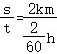 s/t = 2km / (2/60 h)